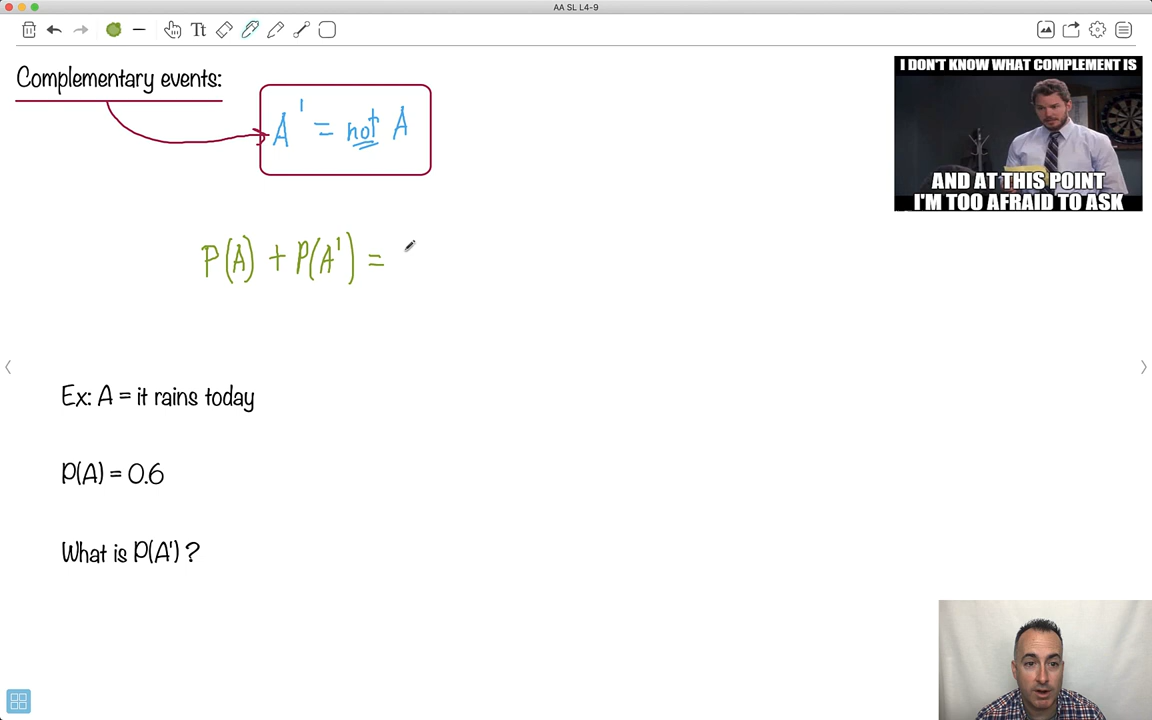 AA SL L4-9
Tt
Complementary events:
A' = not A
I DON'T KNOW WHAT COMPLEMENT IS
AND AT THIS POINT
I'M TOO AFRAID TO ASK
P(A) + P(A') =
Ex: A = it rains today
P(A) = 0.6
What is P(A') ?